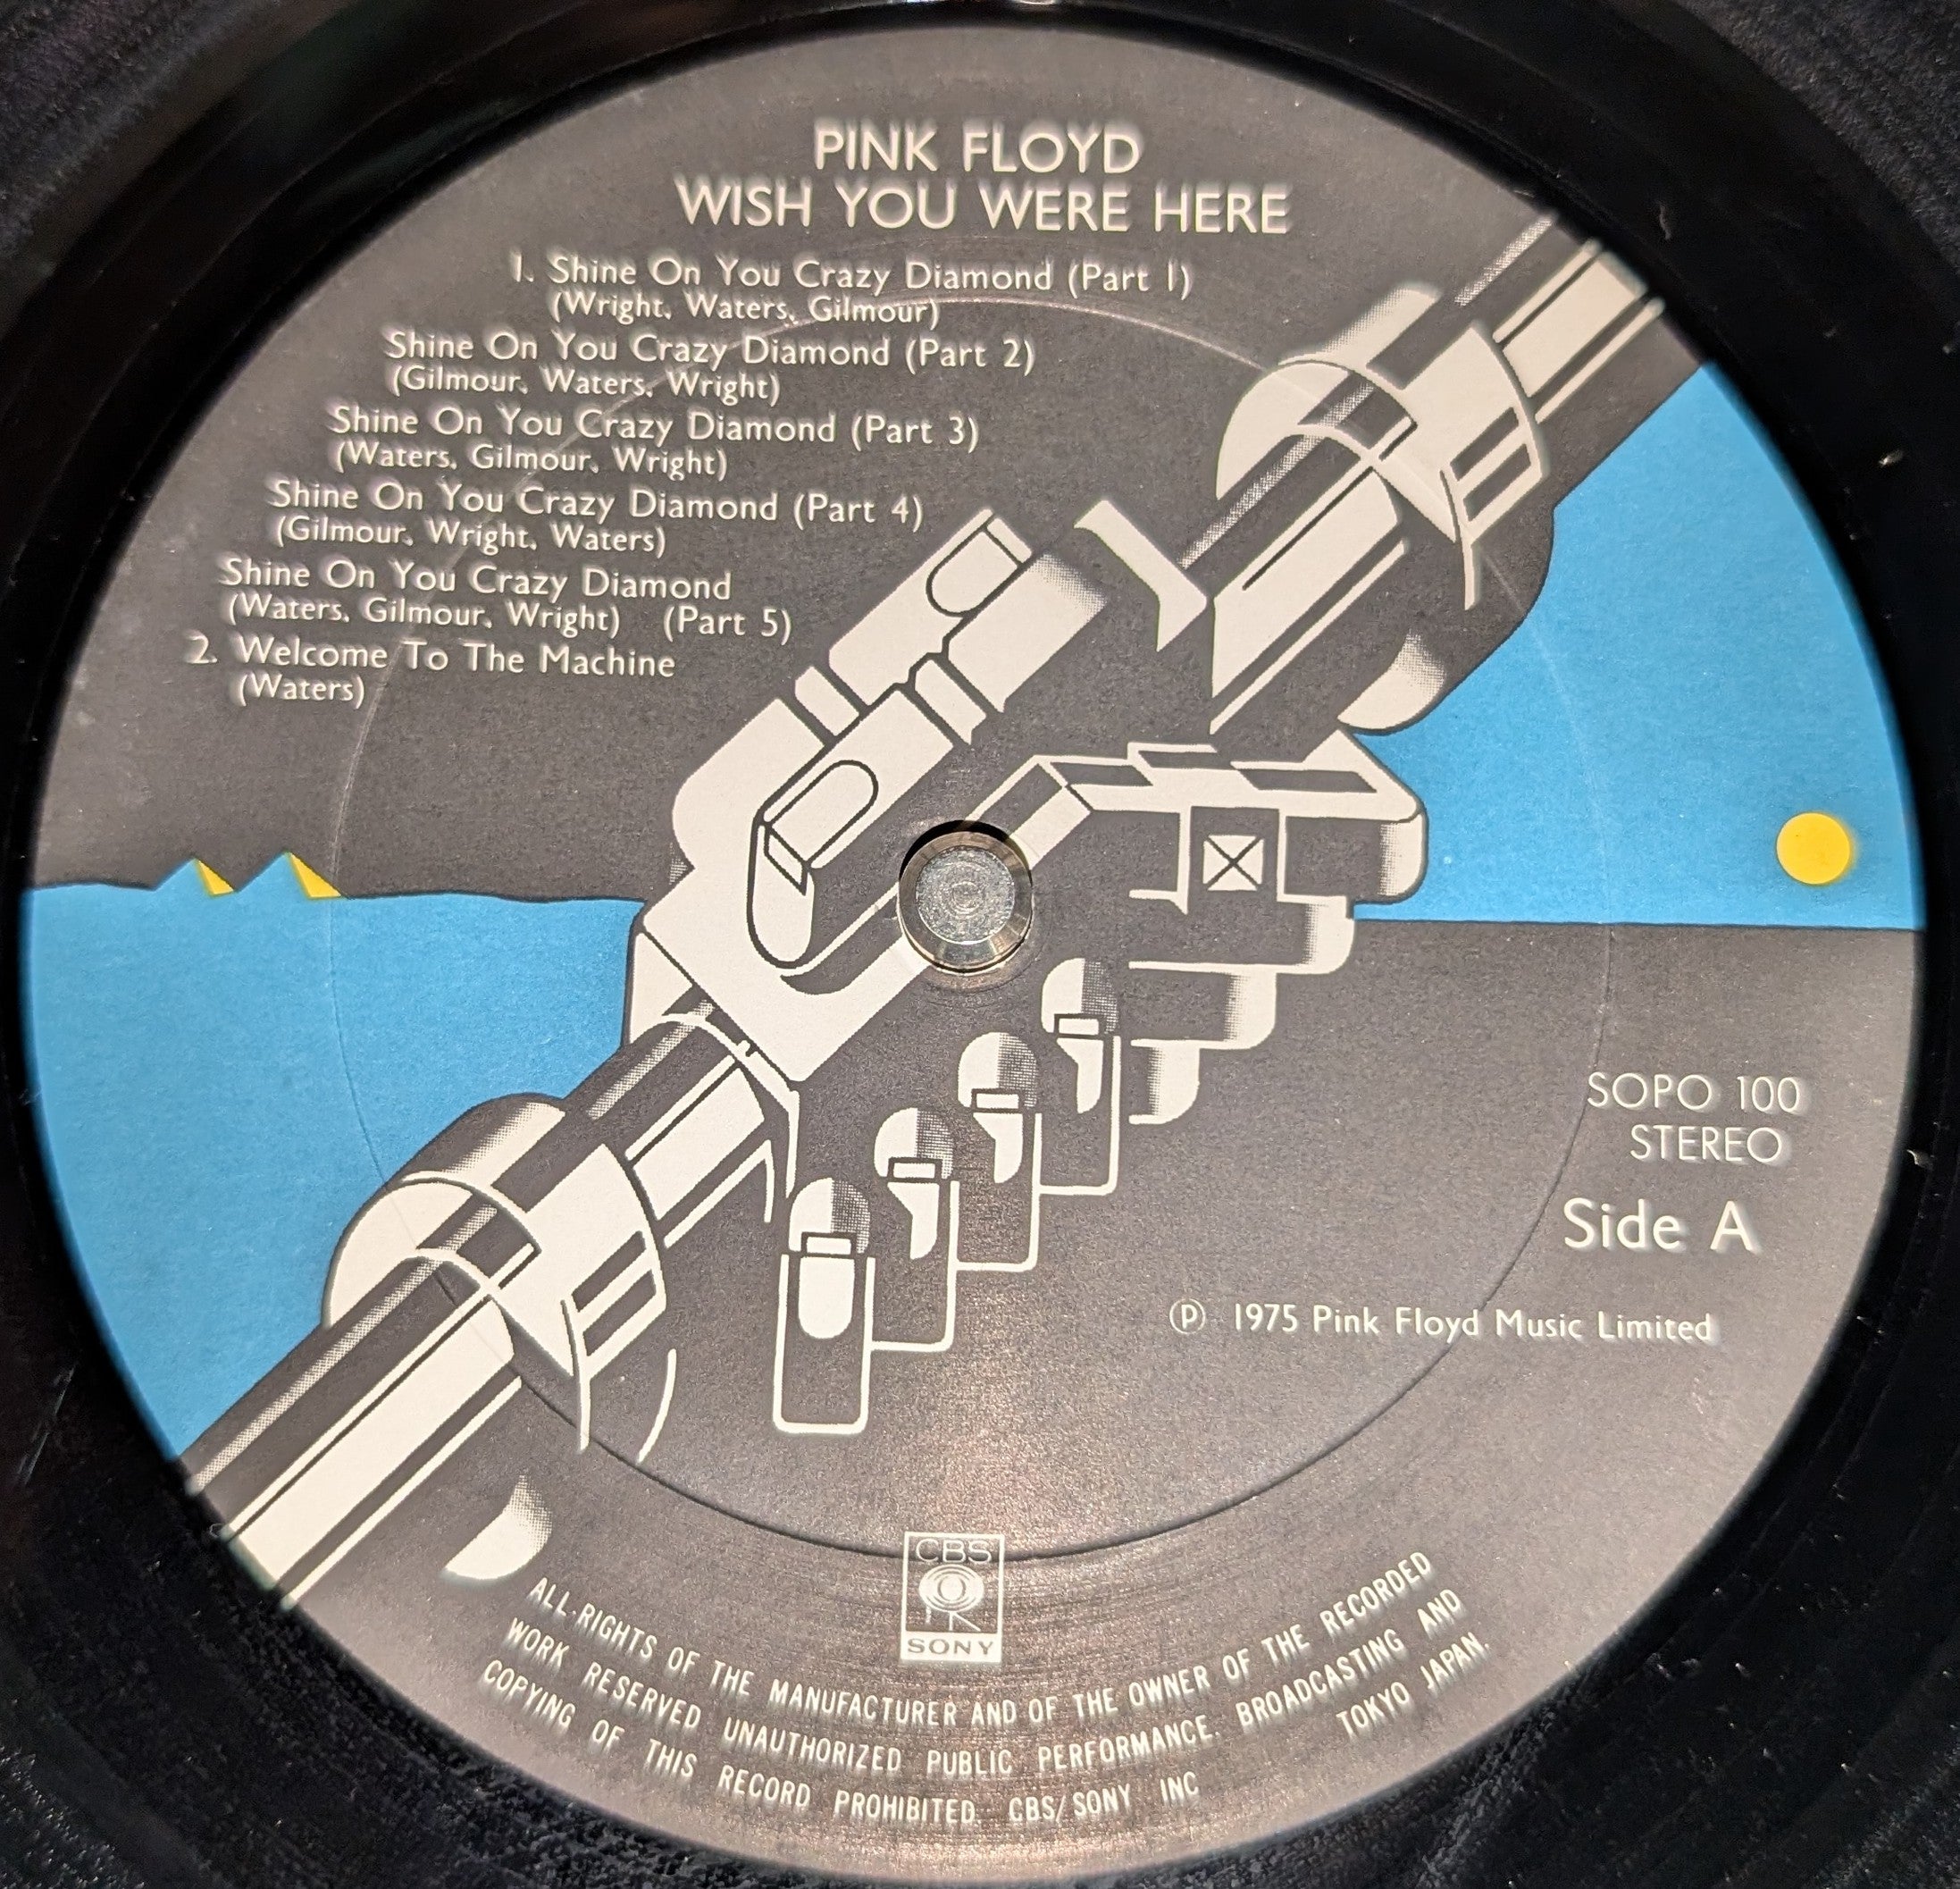 PINK FLOYD
WISH YOU WERE HERE
1. Shine On You Crazy Diamond (Part 1)
(Wright, Waters, Gilmour)
Shine On You Crazy Diamond (Part 2)
(Gilmour, Waters, Wright)
Shine On You Crazy Diamond (Part 3)
(Waters, Gilmour, Wright)
Shine On You Crazy Diamond (Part 4)
(Gilmour, Wright, Waters)
Shine On You Crazy Diamond
(Waters, Gilmour, Wright) (Part 5)
2. Welcome To The Machine
(Waters)
SOPO 100
STEREO
Side A
Ⓟ 1975 Pink Floyd Music Limited
CBS
SONY
ALL·RIGHTS OF THE MANUFACTURER AND OF THE OWNER OF THE RECORDED
WORK RESERVED UNAUTHORIZED PUBLIC PERFORMANCE. BROADCASTING AND
COPYING OF THIS RECORD PROHIBITED. CBS/SONY INC TOKYO JAPAN.